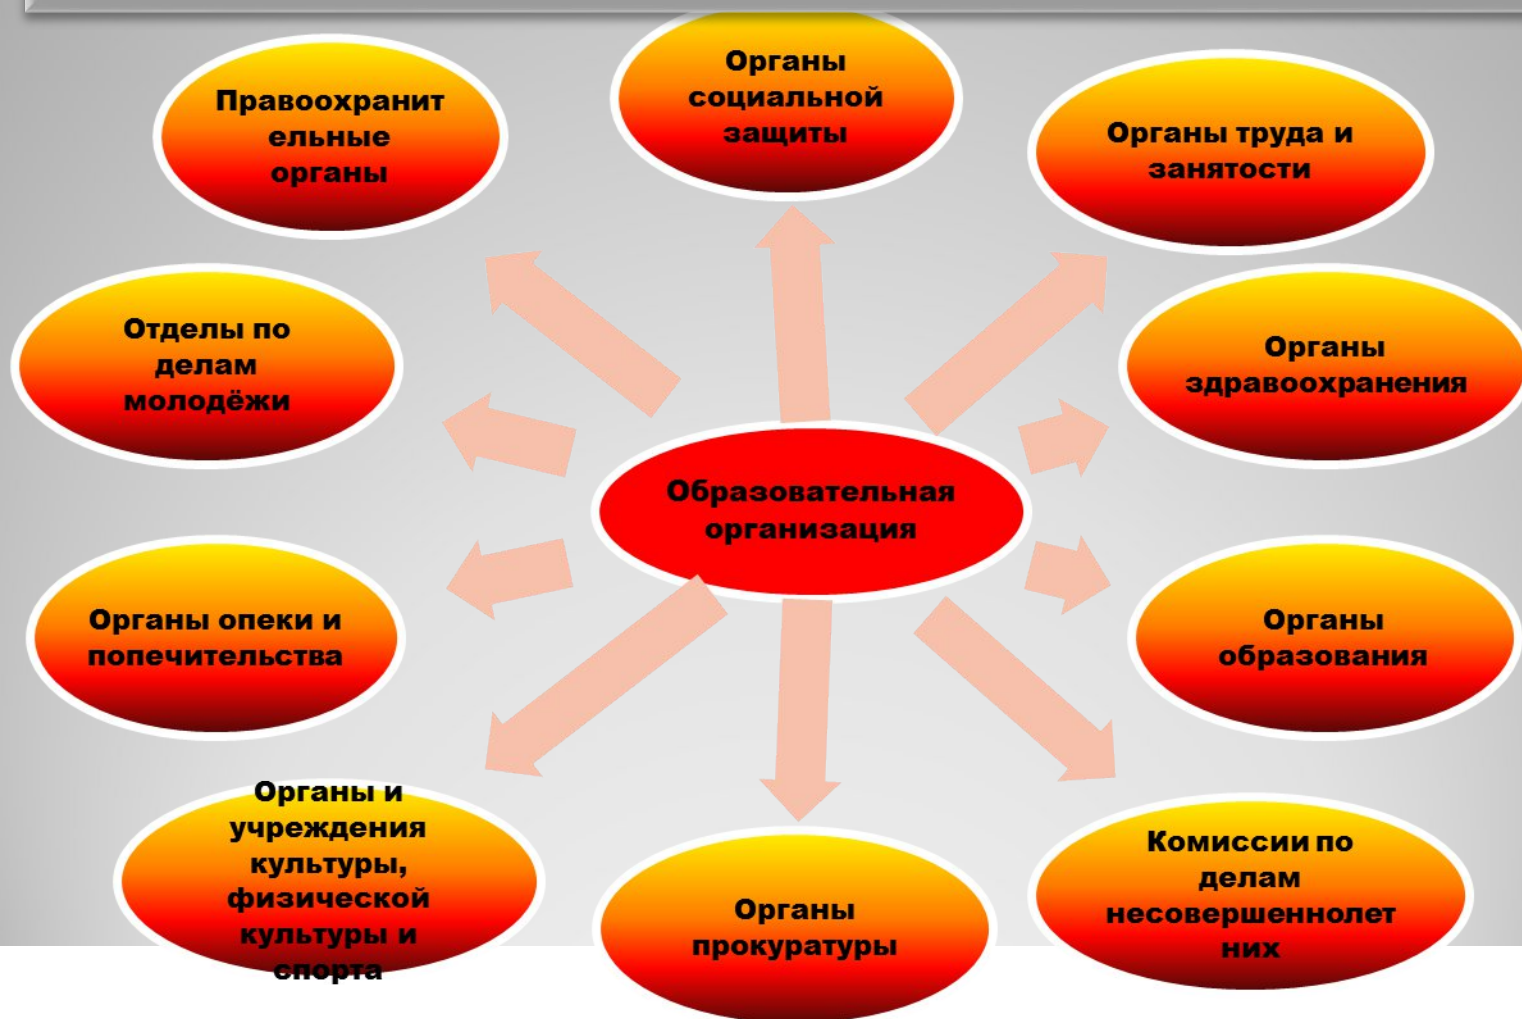 Правоохранит
ельные
органы
Органы
социальной
защиты
Органы труда и
занятости
Отделы по
делам
молодёжи
Органы
здравоохранения
Образовательная
организация
Органы опеки и
попечительства
Органы
образования
Органы и
учреждения
культуры,
физической
культуры и
спорта
Органы
прокуратуры
Комиссии по
делам
несовершеннолет
них